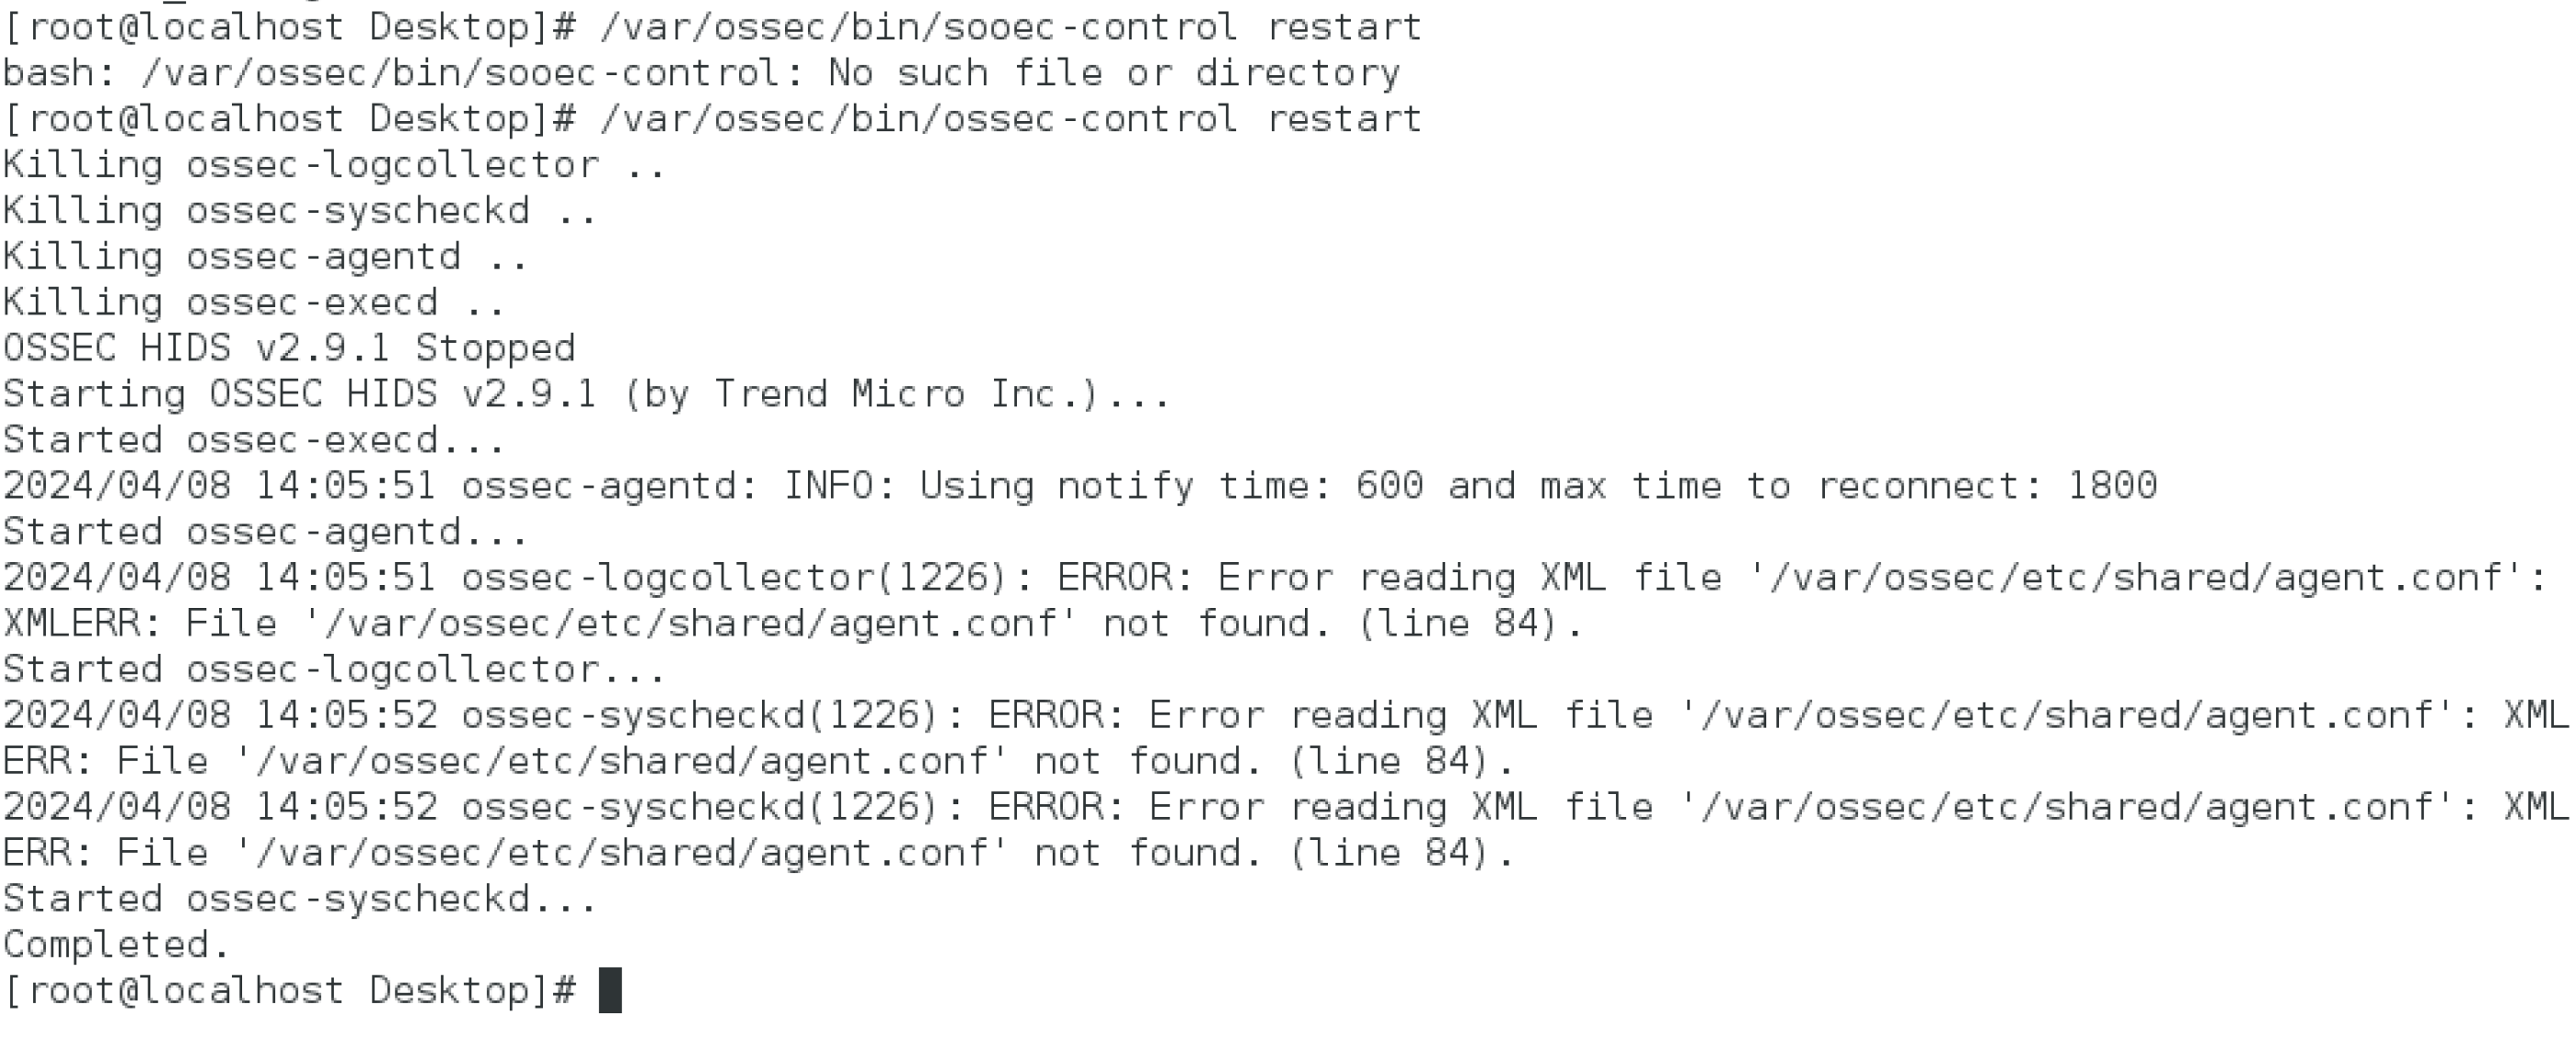 [root@localhost Desktop]# /var/ossec/bin/sooec-control restart
bash: /var/ossec/bin/sooec-control: No such file or directory
[root@localhost Desktop]# /var/ossec/bin/ossec-control restart
Killing ossec-logcollector ..
Killing ossec-syscheckd ..
Killing ossec-agentd ..
Killing ossec-execd ..
OSSEC HIDS v2.9.1 Stopped
Starting OSSEC HIDS v2.9.1 (by Trend Micro Inc.)...
Started ossec-execd...
2024/04/08 14:05:51 ossec-agentd: INFO: Using notify time: 600 and max time to reconnect: 1800
Started ossec-agentd...
2024/04/08 14:05:51 ossec-logcollector(1226): ERROR: Error reading XML file '/var/ossec/etc/shared/agent.conf':
XMLERR: File '/var/ossec/etc/shared/agent.conf' not found. (line 84).
Started ossec-logcollector...
2024/04/08 14:05:52 ossec-syscheckd(1226): ERROR: Error reading XML file '/var/ossec/etc/shared/agent.conf': XML
ERR: File '/var/ossec/etc/shared/agent.conf' not found. (line 84).
2024/04/08 14:05:52 ossec-syscheckd(1226): ERROR: Error reading XML file '/var/ossec/etc/shared/agent.conf': XML
ERR: File '/var/ossec/etc/shared/agent.conf' not found. (line 84).
Started ossec-syscheckd...
Completed.
[root@localhost Desktop]#